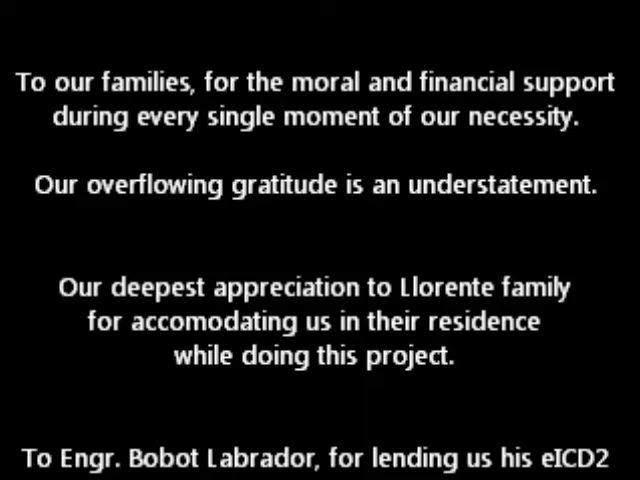 To our families, for the moral and financial support
during every single moment of our necessity.
Our overflowing gratitude is an understatement.
Our deepest appreciation to Llorente family
for accomodating us in their residence
while doing this project.
To Engr. Bobot Labrador, for lending us his eICD2